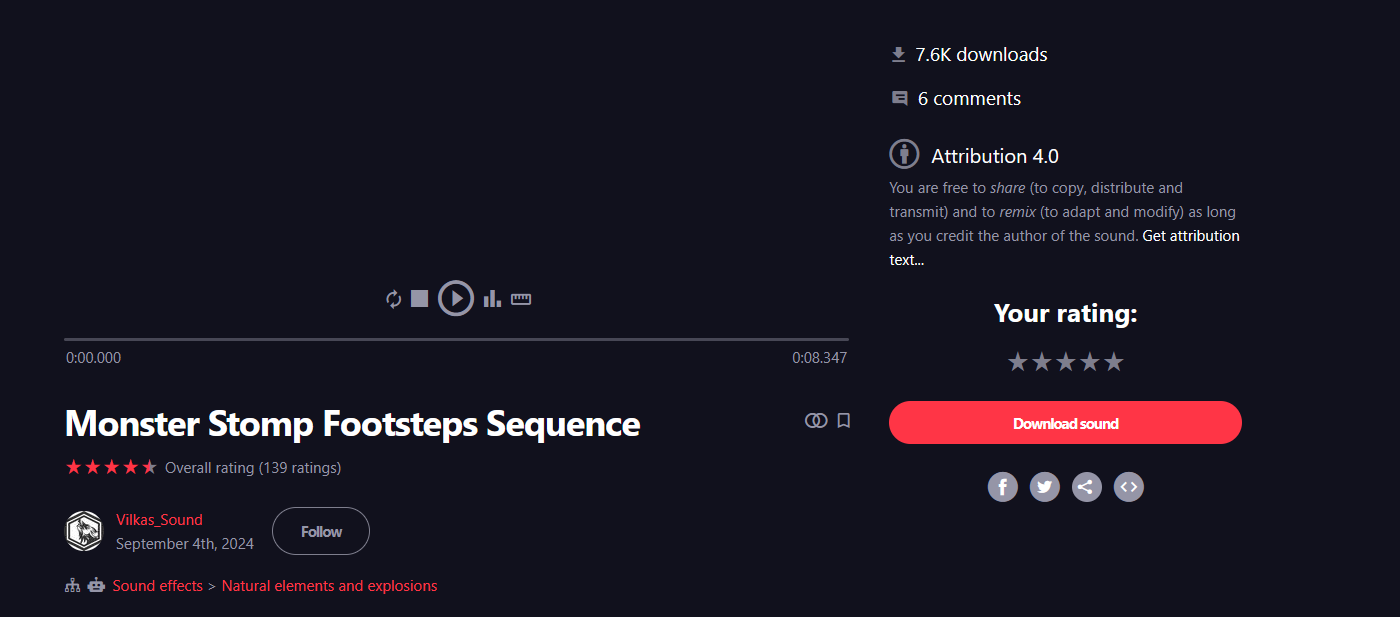 7.6K downloads
6 comments
Attribution 4.0
You are free to share (to copy, distribute and
transmit) and to remix (to adapt and modify) as long
as you credit the author of the sound. Get attribution
text...
Your rating:
Download sound
0:00.000
0:08.347
Monster Stomp Footsteps Sequence
Overall rating (139 ratings)
Vilkas_Sound
September 4th, 2024
Follow
Sound effects > Natural elements and explosions